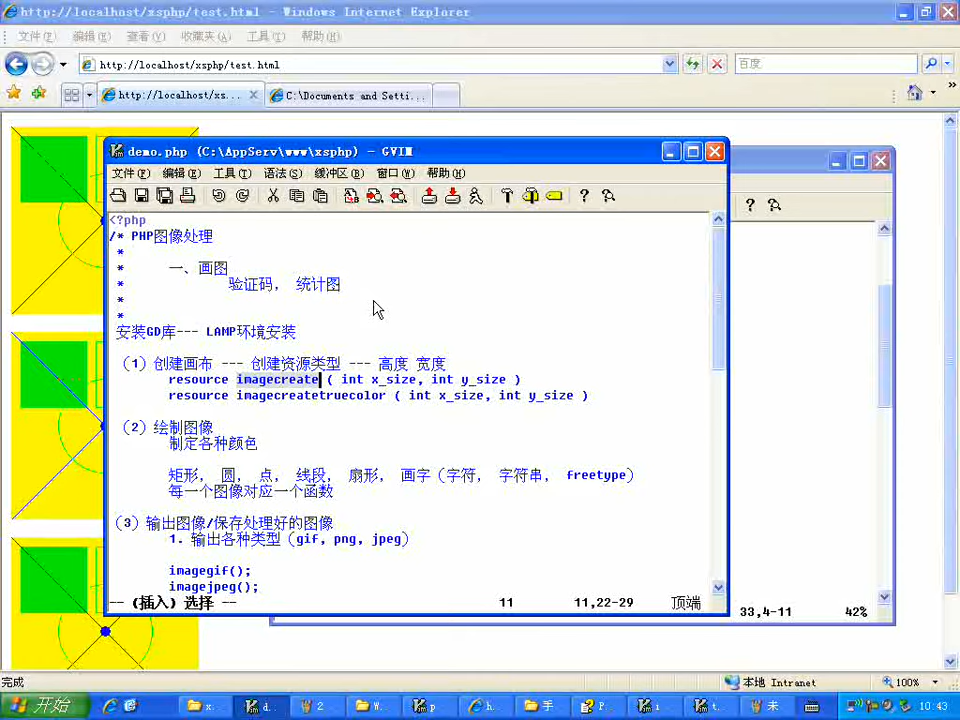 http://localhost/xsphp/test.html - Windows Internet Explorer
文件(F) 编辑(E) 查看(V) 收藏夹(A) 工具(T) 帮助(H)
http://localhost/xsphp/test.html
百度
http://localhost/xs... C:\Documents and Setti...
demo.php (C:\AppServ\www\xsphp) - GVIM
文件(F) 编辑(E) 工具(T) 语法(S) 缓冲区(B) 窗口(W) 帮助(H)
<?php
/* PHP图像处理
*
* 一、画图
* 验证码, 统计图
*
*
安装GD库--- LAMP环境安装
(1) 创建画布 --- 创建资源类型 --- 高度 宽度
resource imagecreate ( int x_size, int y_size )
resource imagecreatetruecolor ( int x_size, int y_size )
(2) 绘制图像
制定各种颜色
矩形, 圆, 点, 线段, 扇形, 画字(字符, 字符串, freetype)
每一个图像对应一个函数
(3) 输出图像/保存处理好的图像
1. 输出各种类型(gif, png, jpeg)
imagegif();
imagejpeg();
-- (插入) 选择 -- 11 11,22-29 顶端
33,4-11 42%
完成 本地 Intranet 100%
开始 x. d. 2 W. p h. 手 P. i t. 未 10:43